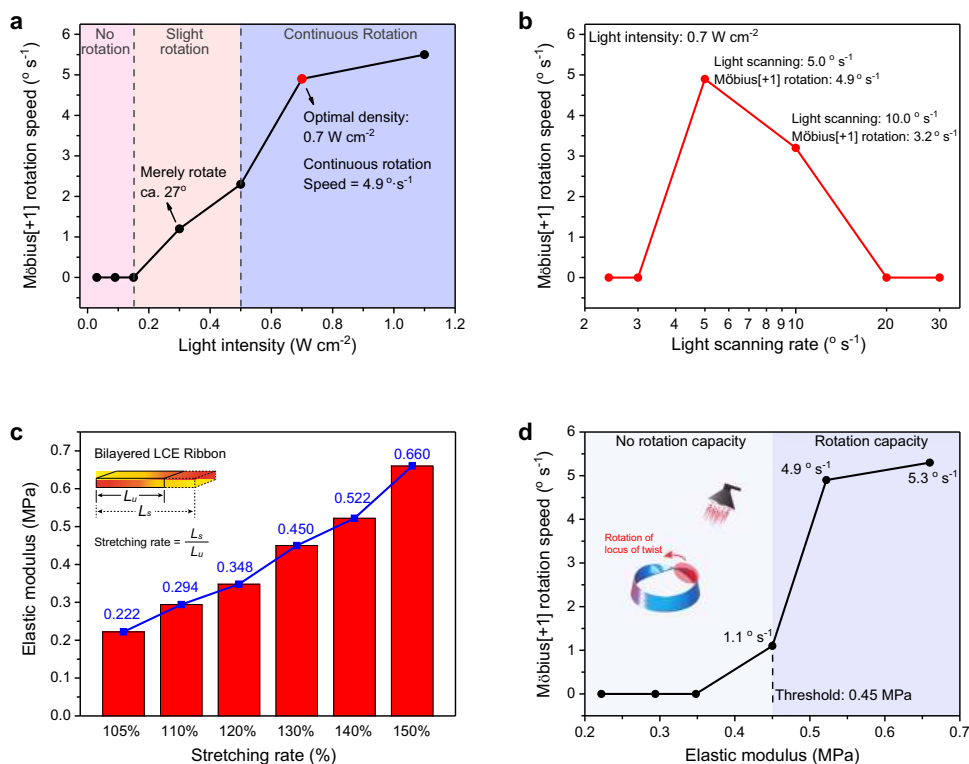 a
No rotation
Slight rotation
Continuous Rotation
Möbius[+1] rotation speed (° s-1)
6
5
4
3
2
1
0
Optimal density:
0.7 W cm-2
Continuous rotation
Speed = 4.9 °·s-1
Merely rotate
ca. 27°
0.0 0.2 0.4 0.6 0.8 1.0 1.2
Light intensity (W cm-2)
b
Möbius[+1] rotation speed (° s-1)
6
5
4
3
2
1
0
Light intensity: 0.7 W cm-2
Light scanning: 5.0 ° s-1
Möbius[+1] rotation: 4.9 ° s-1
Light scanning: 10.0 ° s-1
Möbius[+1] rotation: 3.2 ° s-1
2 3 4 5 6 7 8 9 10 20 30
Light scanning rate (° s-1)
c
Elastic modulus (MPa)
0.7
0.6
0.5
0.4
0.3
0.2
0.1
0.0
Bilayered LCE Ribbon
Lu
Ls
Stretching rate = Ls
Lu
0.222
0.294
0.348
0.450
0.522
0.660
105% 110% 120% 130% 140% 150%
Stretching rate (%)
d
Möbius[+1] rotation speed (° s-1)
6
5
4
3
2
1
0
No rotation capacity
Rotation capacity
4.9 ° s-1
5.3 ° s-1
Rotation of
locus of twist
1.1 ° s-1
Threshold: 0.45 MPa
0.2 0.3 0.4 0.5 0.6 0.7
Elastic modulus (MPa)